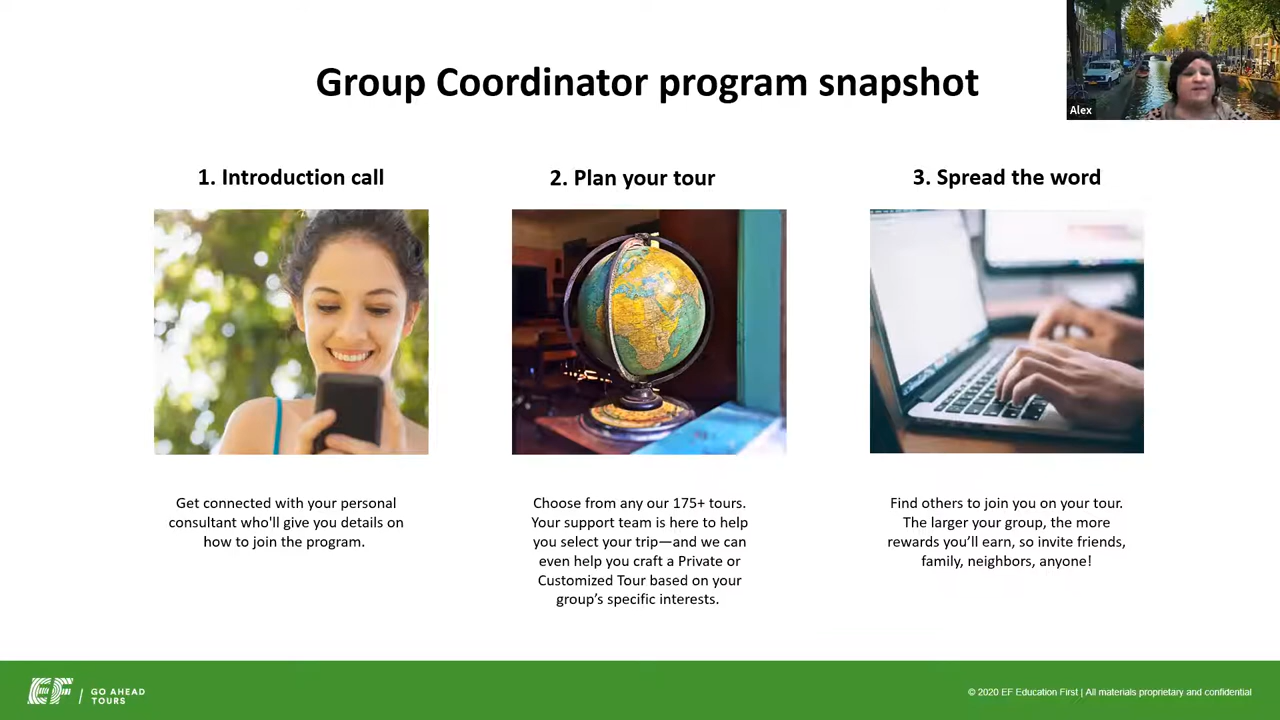 Group Coordinator program snapshot
Alex
1. Introduction call
2. Plan your tour
3. Spread the word
Get connected with your personal
consultant who'll give you details on
how to join the program.
Choose from any our 175+ tours.
Your support team is here to help
you select your trip—and we can
even help you craft a Private or
Customized Tour based on your
group's specific interests.
Find others to join you on your tour.
The larger your group, the more
rewards you'll earn, so invite friends,
family, neighbors, anyone!
EF / GO AHEAD
TOURS
© 2020 EF Education First | All materials proprietary and confidential